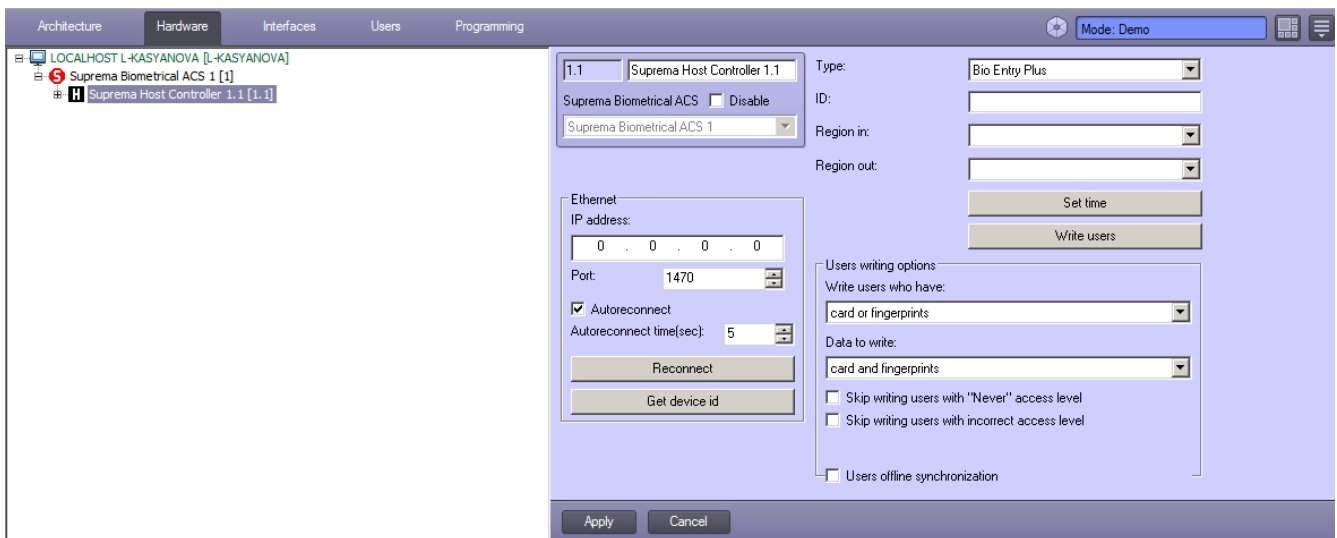 Architecture Hardware Interfaces Users Programming Mode: Demo
LOCALHOST L-KASYANOVA [L-KASYANOVA]
S Suprema Biometrical ACS 1 [1]
H Suprema Host Controller 1.1 [1.1]
1.1 Suprema Host Controller 1.1
Suprema Biometrical ACS Disable
Suprema Biometrical ACS 1
Ethernet
IP address:
0 . 0 . 0 . 0
Port: 1470
Autoreconnect
Autoreconnect time(sec): 5
Reconnect
Get device id
Type: Bio Entry Plus
ID:
Region in:
Region out:
Set time
Write users
Users writing options
Write users who have:
card or fingerprints
Data to write:
card and fingerprints
Skip writing users with "Never" access level
Skip writing users with incorrect access level
Users offline synchronization
Apply Cancel